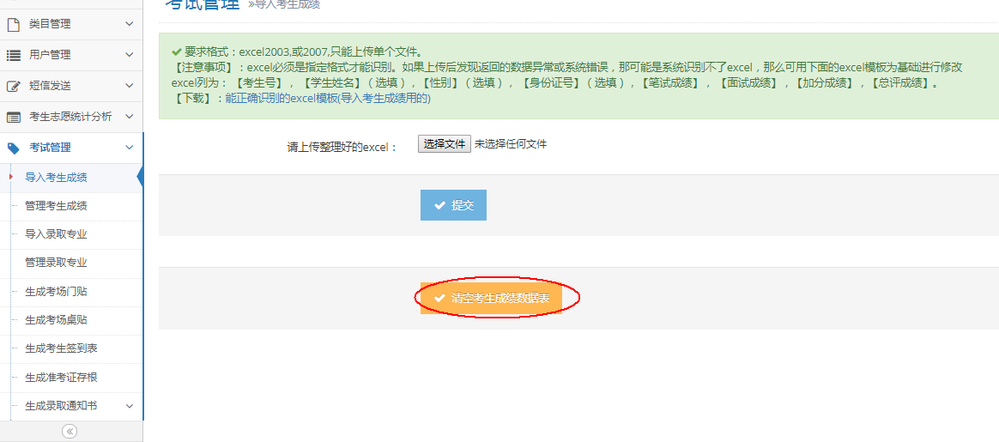 类目管理
用户管理
短信发送
考生志愿统计分析
考试管理
导入考生成绩
管理考生成绩
导入录取专业
管理录取专业
生成考场门贴
生成考场桌贴
生成考生签到表
生成准考证存根
生成录取通知书
考试管理 »导入考生成绩
要求格式：excel2003,或2007,只能上传单个文件。
【注意事项】：excel必须是指定格式才能识别。如果上传后发现返回的数据异常或系统错误，那可能是系统识别不了excel，那么可用下面的excel模板为基础进行修改
excel列为：【考生号】，【学生姓名】（选填），【性别】（选填），【身份证号】（选填），【笔试成绩】，【面试成绩】，【加分成绩】，【总评成绩】。
【下载】：能正确识别的excel模板(导入考生成绩用的)
请上传整理好的excel： 选择文件 未选择任何文件
提交
清空考生成绩数据表